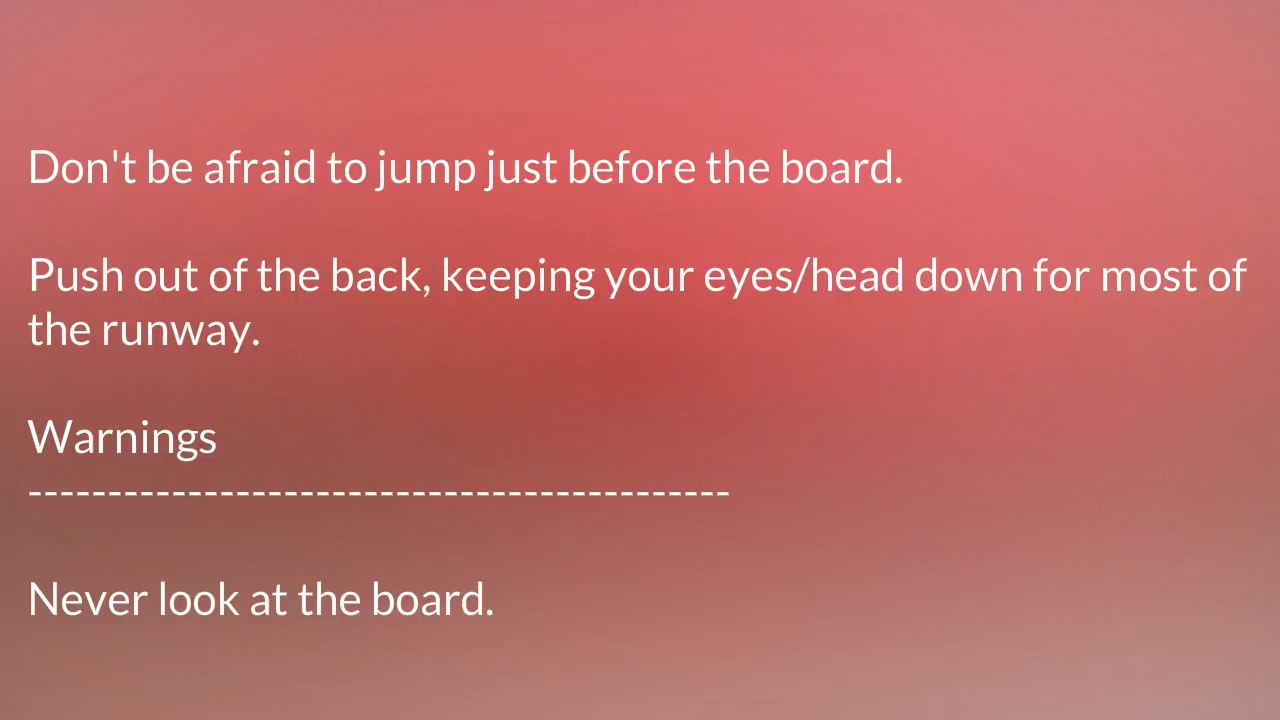 Don't be afraid to jump just before the board.
Push out of the back, keeping your eyes/head down for most of
the runway.
Warnings
--------------------------------------------
Never look at the board.